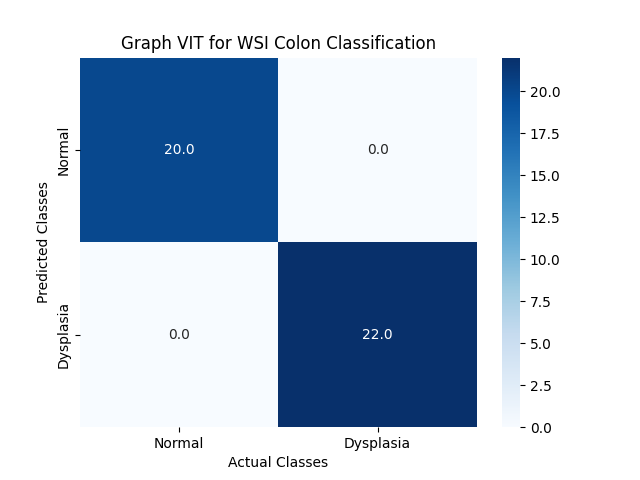 Graph VIT for WSI Colon Classification
Predicted Classes
Normal
Dysplasia
20.0
0.0
0.0
22.0
Normal
Dysplasia
Actual Classes
20.0
17.5
15.0
12.5
10.0
7.5
5.0
2.5
0.0